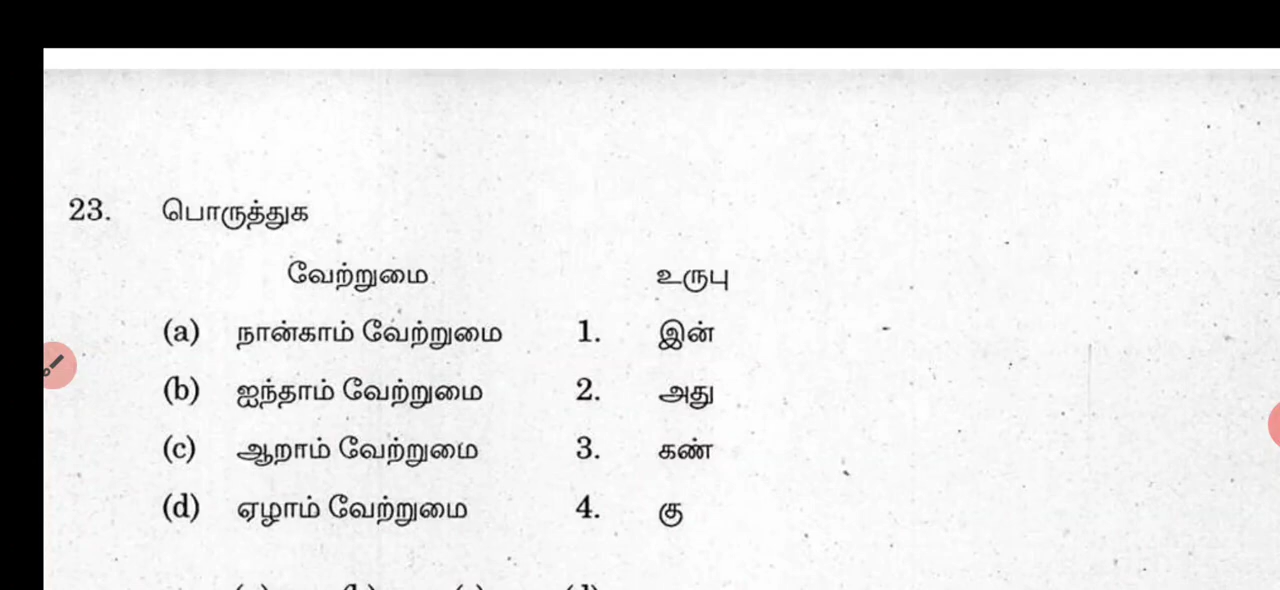 23. பொருத்துக
வேற்றுமை உருபு
(a) நான்காம் வேற்றுமை 1. இன்
(b) ஐந்தாம் வேற்றுமை 2. அது
(c) ஆறாம் வேற்றுமை 3. கண்
(d) ஏழாம் வேற்றுமை 4. கு